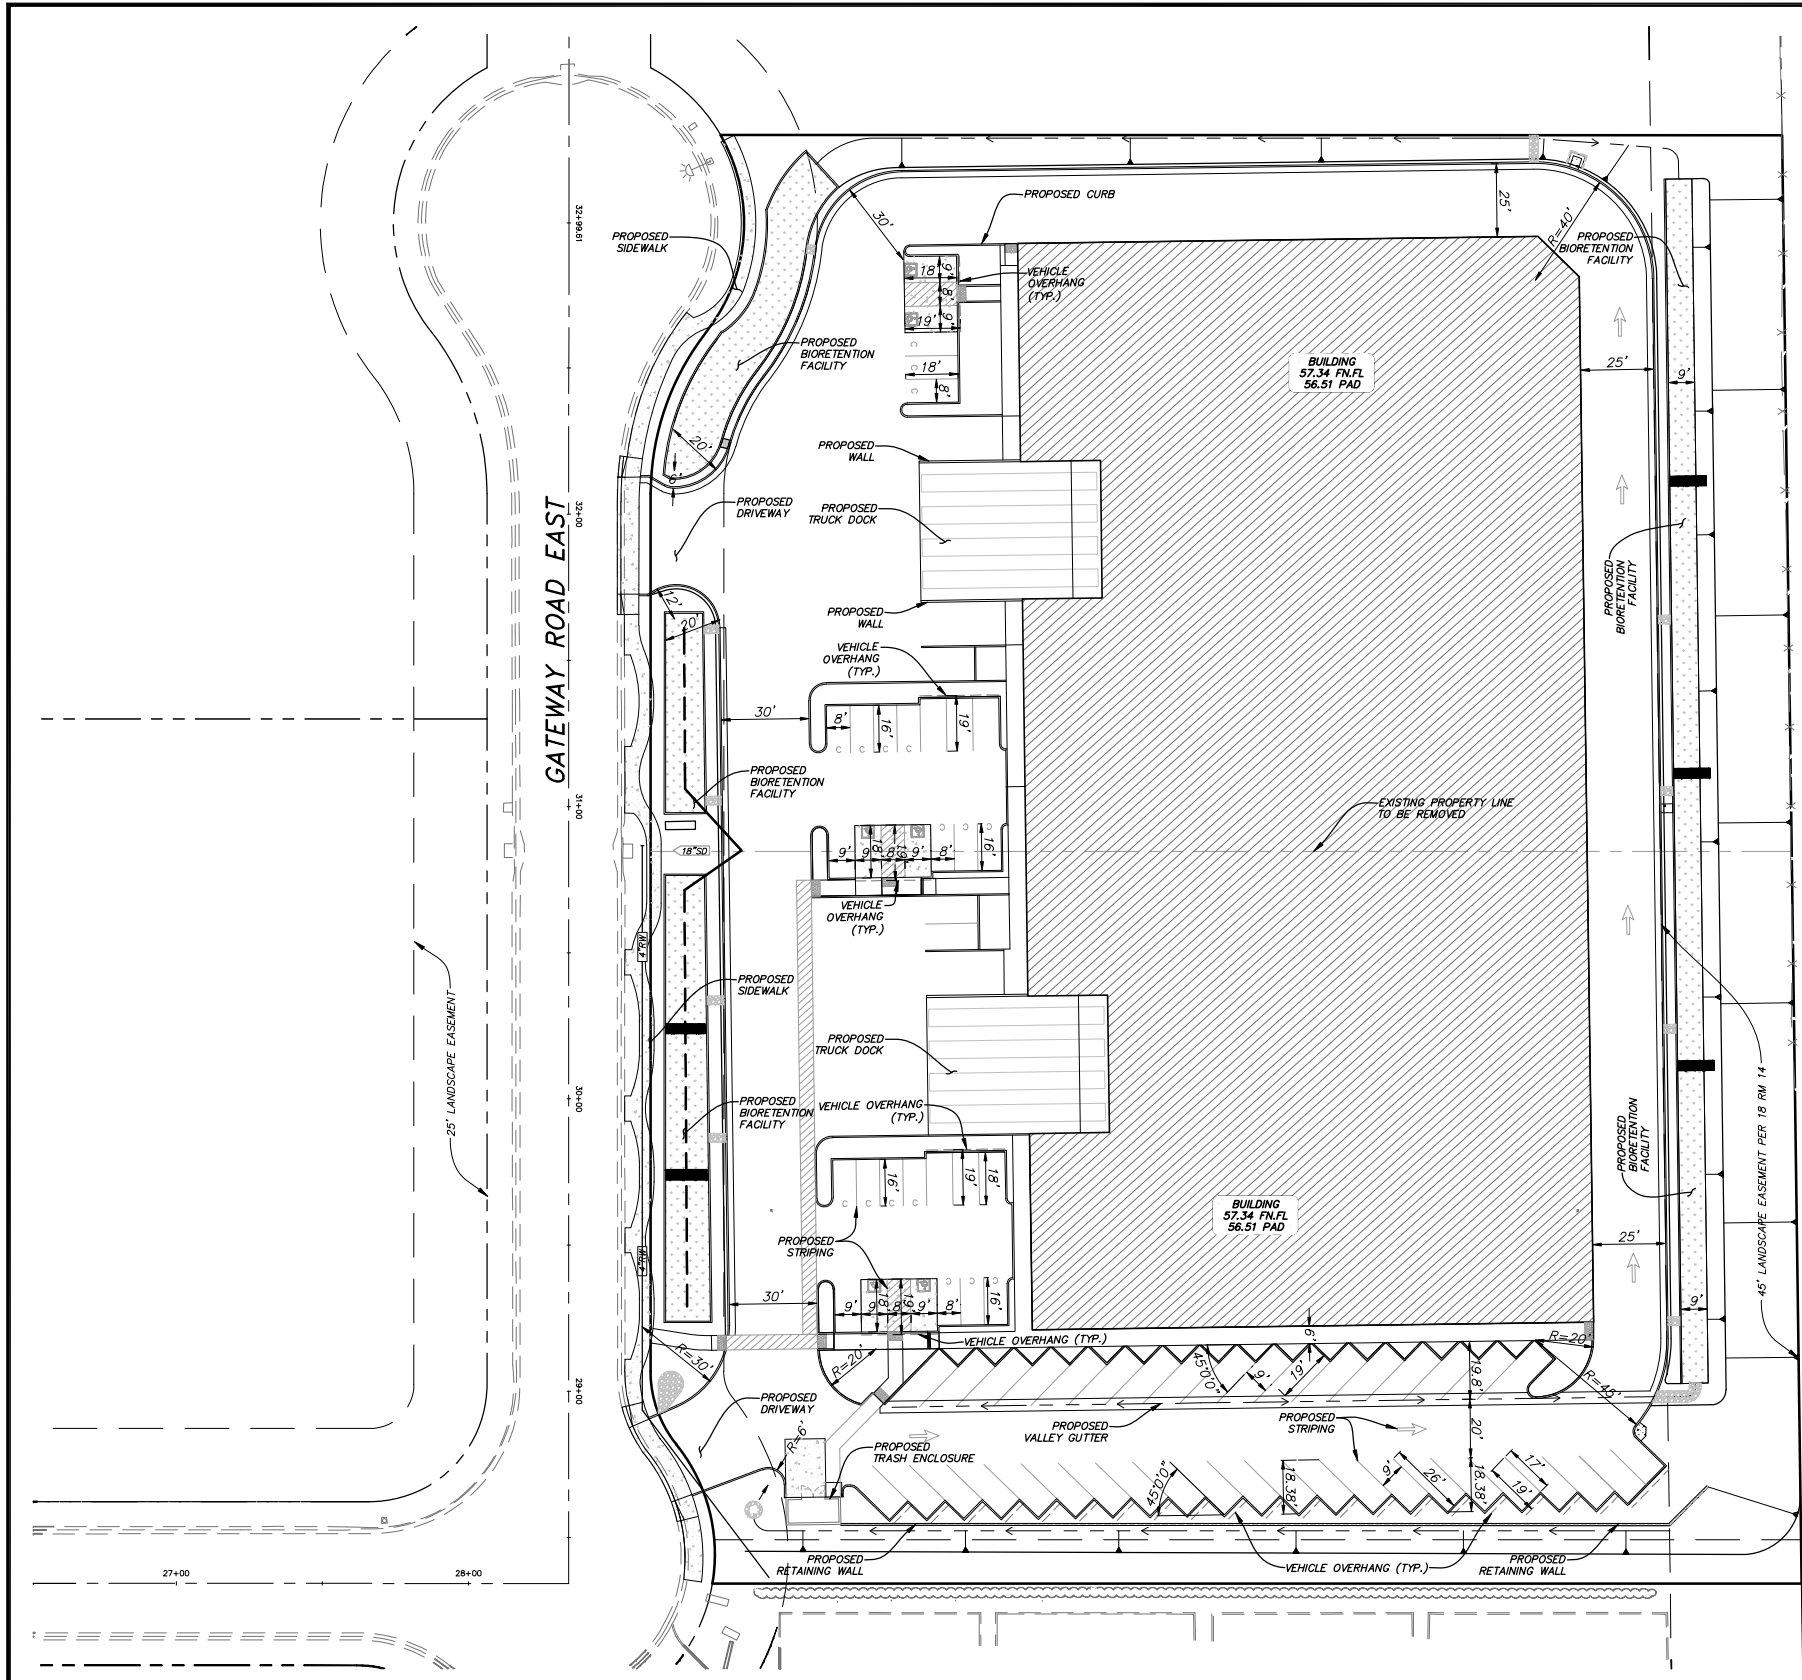 PROPOSED CURB
30'
25'
R=40'
32+99.61
PROPOSED
SIDEWALK
PROPOSED
BIORETENTION
FACILITY
18'
9'
8'
VEHICLE
OVERHANG
(TYP.)
19'
9'
PROPOSED
BIORETENTION
FACILITY
BUILDING
57.34 FN.FL
56.51 PAD
25'
9'
18'
8'
C
C
C
20'
6'
PROPOSED
WALL
PROPOSED
DRIVEWAY
PROPOSED
TRUCK DOCK
32+00
GATEWAY ROAD EAST
PROPOSED
BIORETENTION
FACILITY
12'
20'
PROPOSED
WALL
VEHICLE
OVERHANG
(TYP.)
30'
8'
16'
19'
C
C
C
C
PROPOSED
BIORETENTION
FACILITY
31+00
EXISTING PROPERTY LINE
TO BE REMOVED
18"SD
C
C
C
9'
9'
18'
8'
19'
9'
8'
16'
VEHICLE
OVERHANG
(TYP.)
4"RW
PROPOSED
SIDEWALK
25' LANDSCAPE EASEMENT
PROPOSED
TRUCK DOCK
30+00
PROPOSED
BIORETENTION
FACILITY
VEHICLE OVERHANG
(TYP.)
45' LANDSCAPE EASEMENT PER 18 RM 14
PROPOSED
BIORETENTION
FACILITY
16'
19'
18'
C
C
C
C
BUILDING
57.34 FN.FL
56.51 PAD
PROPOSED
STRIPING
25'
4"RW
30'
C
C
C
9'
9'
18'
8'
19'
9'
8'
16'
9'
VEHICLE OVERHANG (TYP.)
6'
R=20'
R=30'
R=20'
45°0'0"
9'
19'
19.8'
R=45'
29+00
PROPOSED
DRIVEWAY
R=6'
PROPOSED
VALLEY GUTTER
PROPOSED
STRIPING
20'
PROPOSED
TRASH ENCLOSURE
45°0'0"
18.38'
9'
26'
18.38'
17'
19'
PROPOSED
RETAINING WALL
VEHICLE OVERHANG (TYP.)
PROPOSED
RETAINING WALL
27+00
28+00